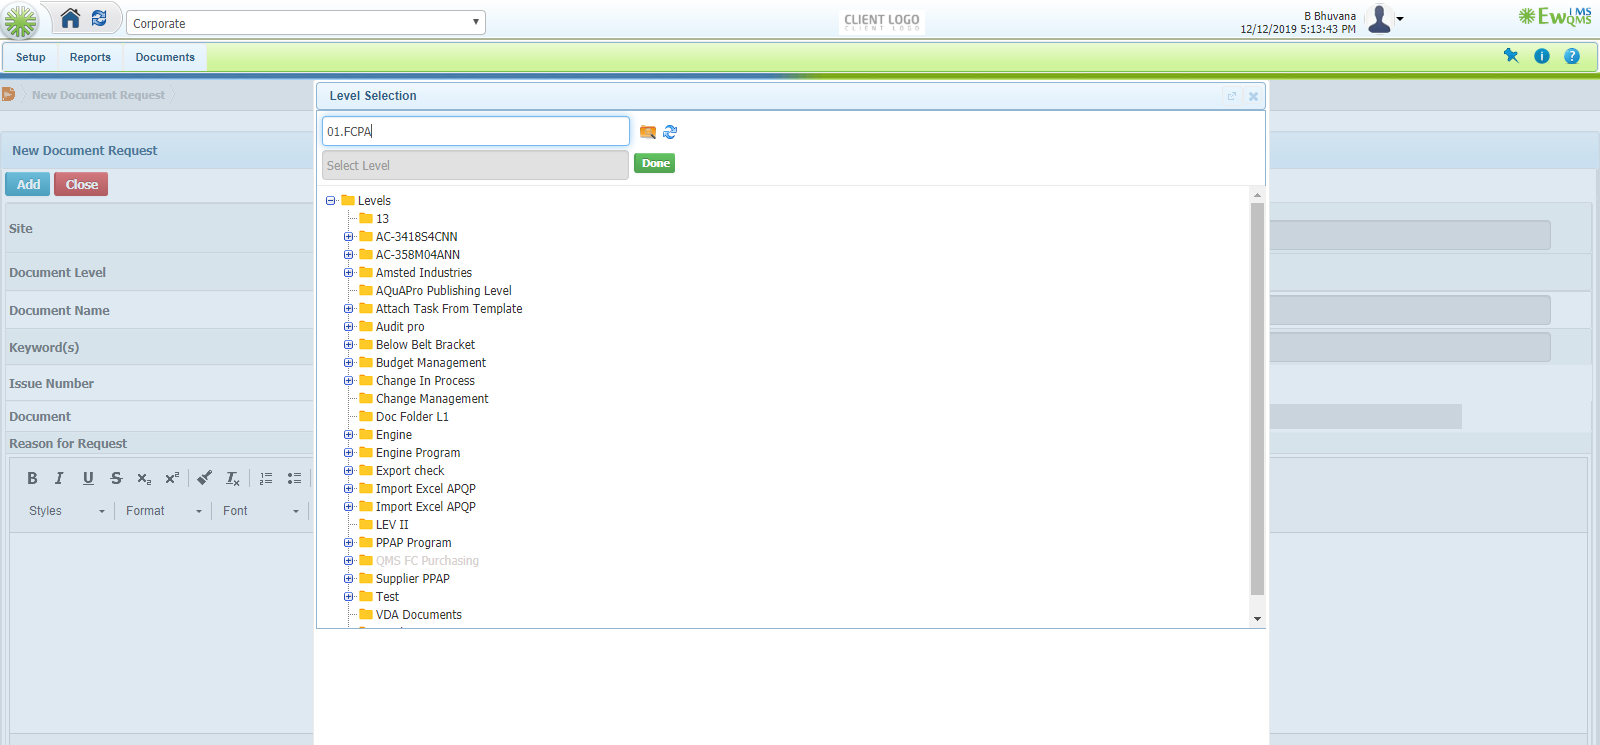 Corporate
CLIENT LOGO
CLIENT LOGO
B Bhuvana
12/12/2019 5:13:43 PM
EwQMS
IMS
Setup Reports Documents
New Document Request
Level Selection
New Document Request
01.FCPA
Select Level
Done
Add Close
Site
Document Level
Document Name
Keyword(s)
Issue Number
Document
Reason for Request
B I U S x2 x2 Tx
Styles Format Font
Levels
13
AC-3418S4CNN
AC-358M04ANN
Amsted Industries
AQuAPro Publishing Level
Attach Task From Template
Audit pro
Below Belt Bracket
Budget Management
Change In Process
Change Management
Doc Folder L1
Engine
Engine Program
Export check
Import Excel APQP
Import Excel APQP
LEV II
PPAP Program
QMS FC Purchasing
Supplier PPAP
Test
VDA Documents